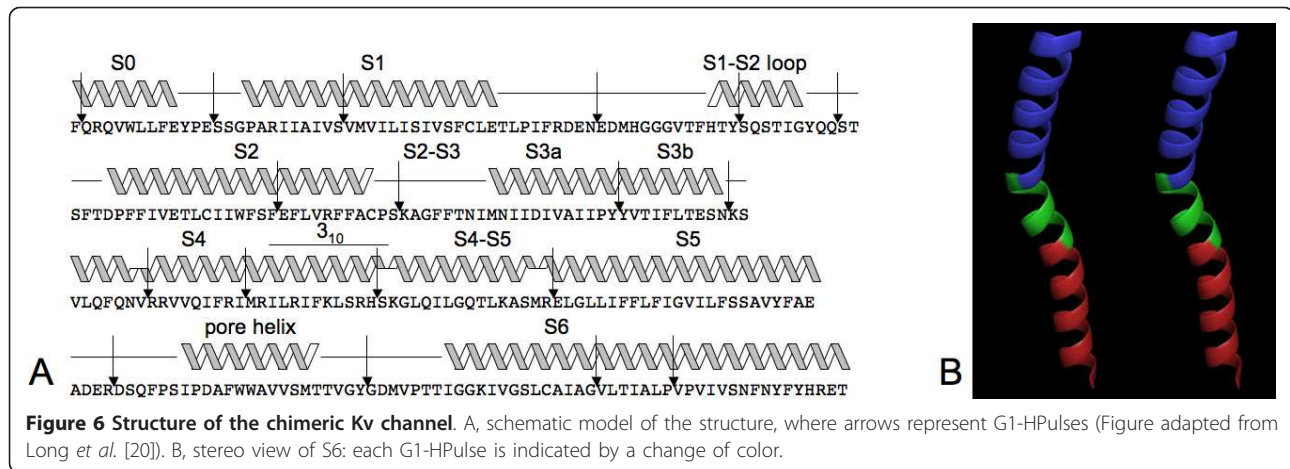 S0 S1 S1-S2 loop
FQRQVWLLFEYPESSGPARIIAIVSVMVILISIVSFCLETLPIFRDENEDMHGGGVTFHTYSQSTIGYQQST
S2 S2-S3 S3a S3b
SFTDPFFIVETLCIIWFSFEFLVRFFACPSKAGFFTNIMNIIDIVAIIPYYVTIFLTESNKS
S4 3₁₀ S4-S5 S5
VLQFQNVRRVVQIFRIMRILRIFKLSRHSKGLQILGQTLKASMRELGLLIFFLFIGVILFSSAVYFAE
pore helix S6
ADERDSQFPSIPDAFWWAVVSMTTVGYGDMVPTTIGGKIVGSLCAIAGVLTIALPVPVIVSNFNYFYHRET
A
B
Figure 6 Structure of the chimeric Kv channel. A, schematic model of the structure, where arrows represent G1-HPulses (Figure adapted from
Long et al. [20]). B, stereo view of S6: each G1-HPulse is indicated by a change of color.